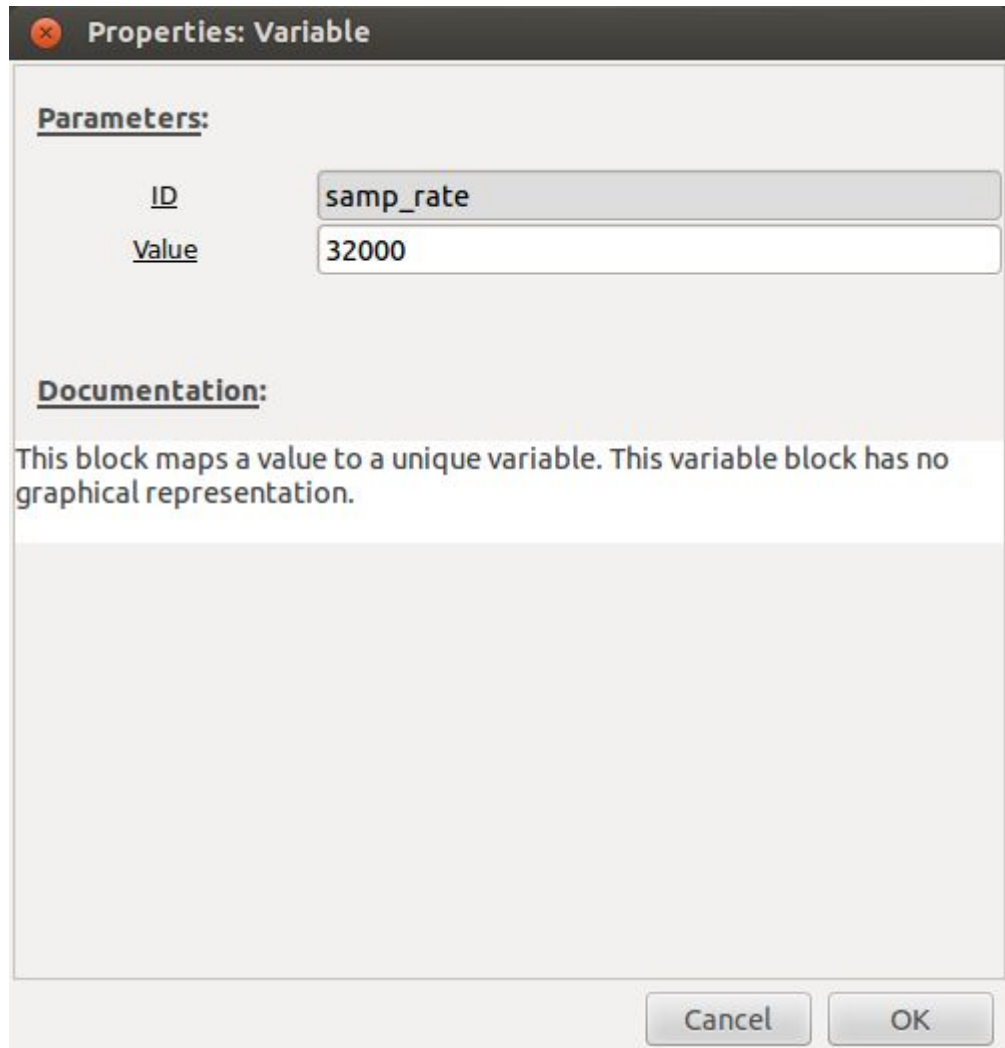 Properties: Variable
Parameters:
ID samp_rate
Value 32000
Documentation:
This block maps a value to a unique variable. This variable block has no
graphical representation.
Cancel OK